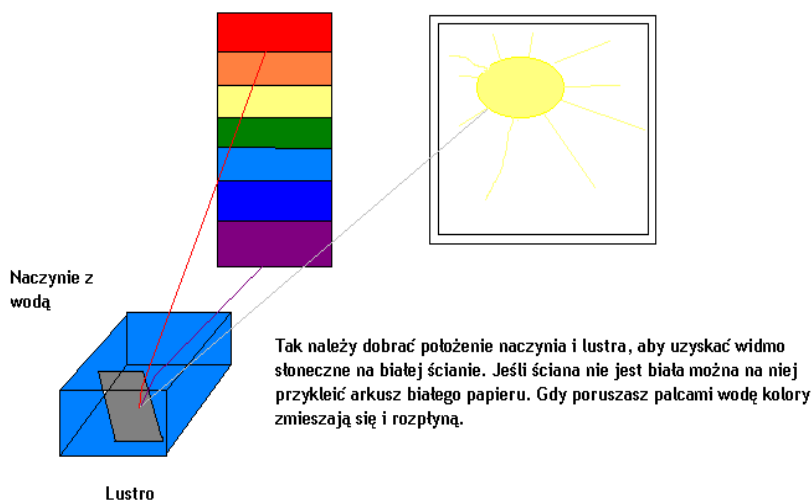 Naczynie z
wodą
Tak należy dobrać położenie naczynia i lustra, aby uzyskać widmo
słoneczne na białej ścianie. Jeśli ściana nie jest biała można na niej
przykleić arkusz białego papieru. Gdy poruszasz palcami wodę kolory
zmieszają się i rozpłyną.
Lustro